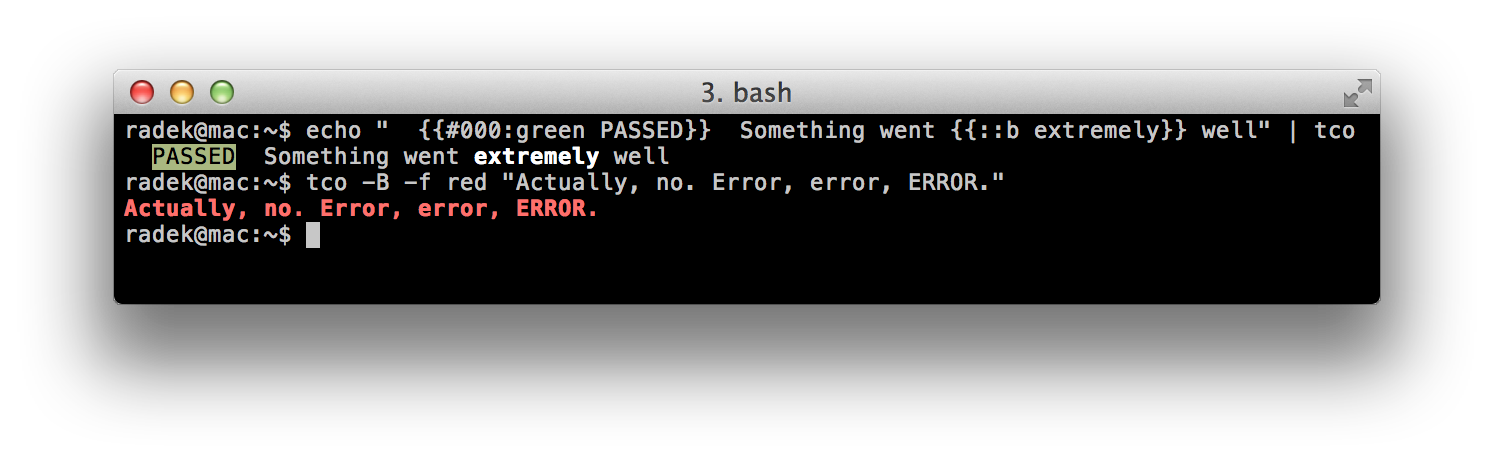 3. bash
radek@mac:~$ echo "  {{#000:green PASSED}}  Something went {{::b extremely}} well" | tco
  PASSED  Something went extremely well
radek@mac:~$ tco -B -f red "Actually, no. Error, error, ERROR."
Actually, no. Error, error, ERROR.
radek@mac:~$